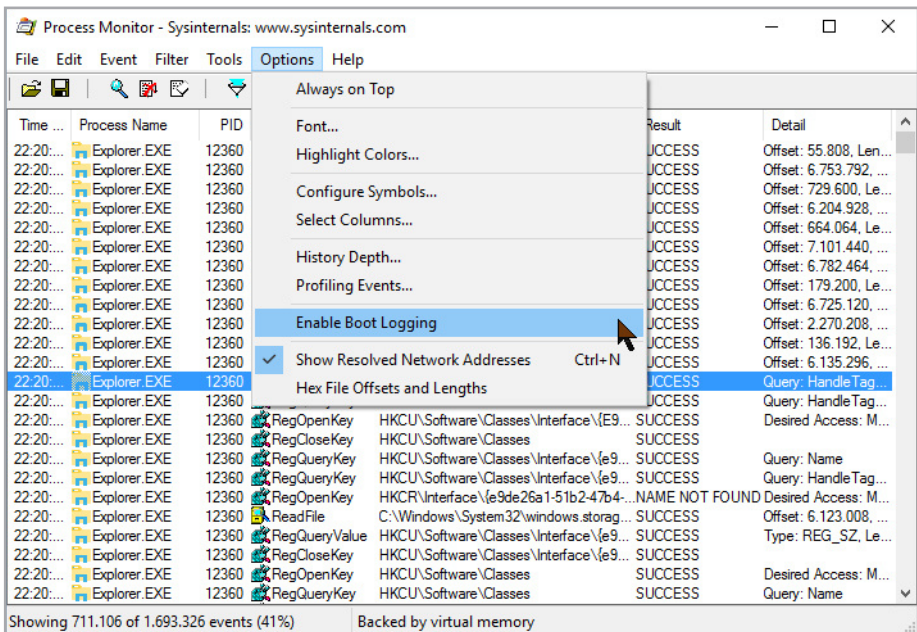 Process Monitor - Sysinternals: www.sysinternals.com
File Edit Event Filter Tools Options Help
Always on Top
Font...
Highlight Colors...
Configure Symbols...
Select Columns...
History Depth...
Profiling Events...
Enable Boot Logging
Show Resolved Network Addresses Ctrl+N
Hex File Offsets and Lengths
Time ... Process Name PID Result Detail
22:20:... Explorer.EXE 12360 UCCESS Offset: 55.808, Len...
22:20:... Explorer.EXE 12360 UCCESS Offset: 6.753.792, ...
22:20:... Explorer.EXE 12360 UCCESS Offset: 729.600, Le...
22:20:... Explorer.EXE 12360 UCCESS Offset: 6.204.928, ...
22:20:... Explorer.EXE 12360 UCCESS Offset: 664.064, Le...
22:20:... Explorer.EXE 12360 UCCESS Offset: 7.101.440, ...
22:20:... Explorer.EXE 12360 UCCESS Offset: 6.782.464, ...
22:20:... Explorer.EXE 12360 UCCESS Offset: 179.200, Le...
22:20:... Explorer.EXE 12360 UCCESS Offset: 6.725.120, ...
22:20:... Explorer.EXE 12360 UCCESS Offset: 2.270.208, ...
22:20:... Explorer.EXE 12360 UCCESS Offset: 136.192, Le...
22:20:... Explorer.EXE 12360 UCCESS Offset: 6.135.296, ...
22:20:... Explorer.EXE 12360 UCCESS Query: HandleTag...
22:20:... Explorer.EXE 12360 SUCCESS Query: HandleTag...
22:20:... Explorer.EXE 12360 RegOpenKey HKCU\Software\Classes\Interface\{E9... SUCCESS Desired Access: M...
22:20:... Explorer.EXE 12360 RegCloseKey HKCU\Software\Classes SUCCESS
22:20:... Explorer.EXE 12360 RegQueryKey HKCU\Software\Classes\Interface\{e9... SUCCESS Query: Name
22:20:... Explorer.EXE 12360 RegQueryKey HKCU\Software\Classes\Interface\{e9... SUCCESS Query: HandleTag...
22:20:... Explorer.EXE 12360 RegOpenKey HKCR\Interface\{e9de26a1-51b2-47b4-...NAME NOT FOUND Desired Access: M...
22:20:... Explorer.EXE 12360 ReadFile C:\Windows\System32\windows.storag... SUCCESS Offset: 6.123.008, ...
22:20:... Explorer.EXE 12360 RegQueryValue HKCU\Software\Classes\Interface\{e9... SUCCESS Type: REG_SZ, Le...
22:20:... Explorer.EXE 12360 RegCloseKey HKCU\Software\Classes\Interface\{e9... SUCCESS
22:20:... Explorer.EXE 12360 RegOpenKey HKCU\Software\Classes SUCCESS Desired Access: M...
22:20:... Explorer.EXE 12360 RegQueryKey HKCU\Software\Classes SUCCESS Query: Name
Showing 711.106 of 1.693.326 events (41%) Backed by virtual memory